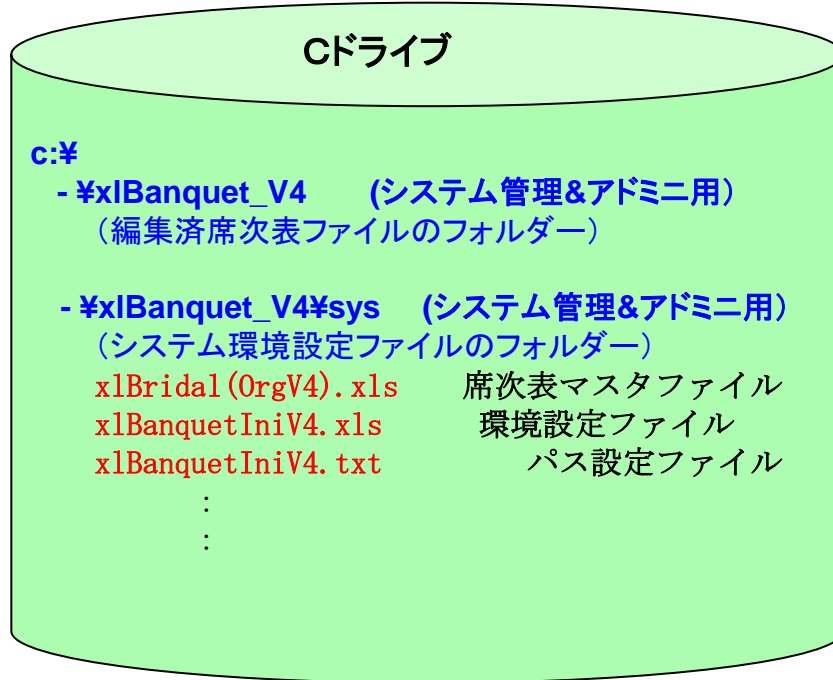 Cドライブ
c:¥
- ¥xlBanquet_V4 (システム管理&アドミニ用)
(編集済席次表ファイルのフォルダー)
- ¥xlBanquet_V4¥sys (システム管理&アドミニ用)
(システム環境設定ファイルのフォルダー)
xlBridal(OrgV4).xls 席次表マスタファイル
xlBanquetIniV4.xls 環境設定ファイル
xlBanquetIniV4.txt パス設定ファイル
:
: